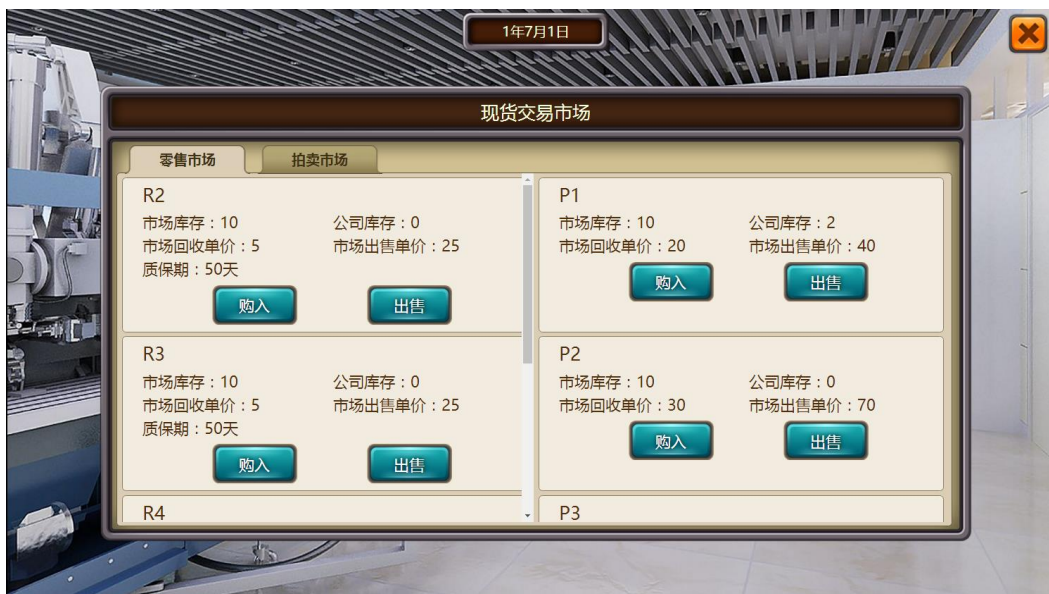 1年7月1日
现货交易市场
零售市场 拍卖市场
R2
市场库存：10 公司库存：0
市场回收单价：5 市场出售单价：25
质保期：50天
购入 出售
R3
市场库存：10 公司库存：0
市场回收单价：5 市场出售单价：25
质保期：50天
购入 出售
R4
P1
市场库存：10 公司库存：2
市场回收单价：20 市场出售单价：40
购入 出售
P2
市场库存：10 公司库存：0
市场回收单价：30 市场出售单价：70
购入 出售
P3